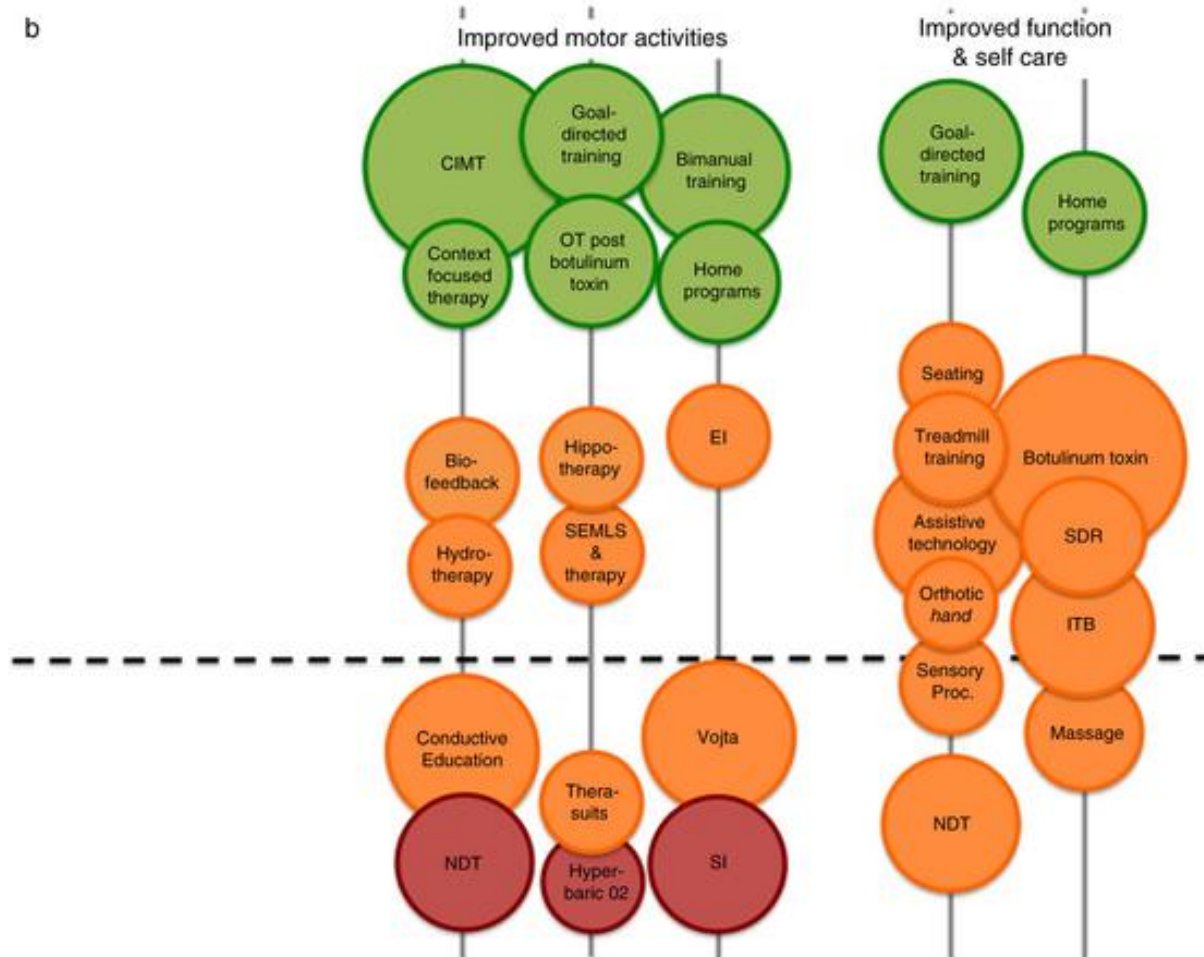 b
Improved motor activities
Improved function
& self care
CIMT
Goal-
directed
training
Bimanual
training
Context
focused
therapy
OT post
botulinum
toxin
Home
programs
Bio-
feedback
Hippo-
therapy
EI
Hydro-
therapy
SEMLS
&
therapy
Conductive
Education
Thera-
suits
Vojta
NDT
Hyper-
baric 02
SI
Goal-
directed
training
Home
programs
Seating
Treadmill
training
Botulinum toxin
Assistive
technology
SDR
Orthotic
hand
ITB
Sensory
Proc.
Massage
NDT